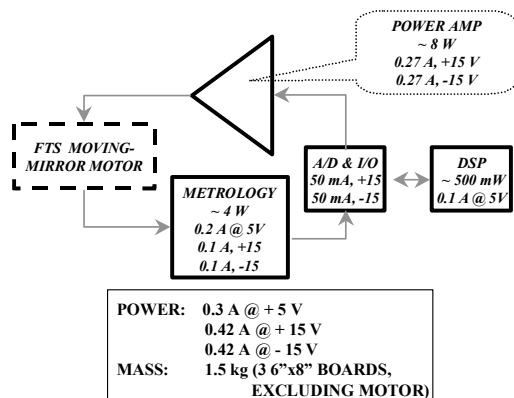 POWER AMP
~ 8 W
0.27 A, +15 V
0.27 A, -15 V
FTS MOVING-
MIRROR MOTOR
A/D & I/O
50 mA, +15
50 mA, -15
DSP
~ 500 mW
0.1 A @ 5V
METROLOGY
~ 4 W
0.2 A @ 5V
0.1 A, +15
0.1 A, -15
POWER: 0.3 A @ + 5 V
0.42 A @ + 15 V
0.42 A @ - 15 V
MASS: 1.5 kg (3 6”x8” BOARDS,
EXCLUDING MOTOR)